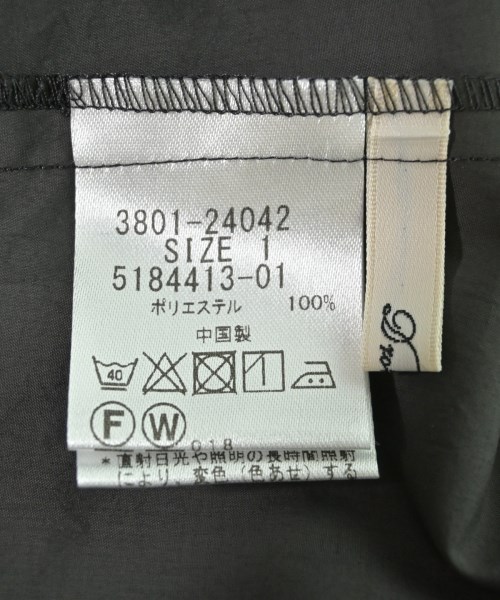 3801-24042
SIZE 1
5184413-01
ポリエステル 100%
中国製
40
F W
018
*直射日光や照明の長時間照射
により、変色(色あせ)する